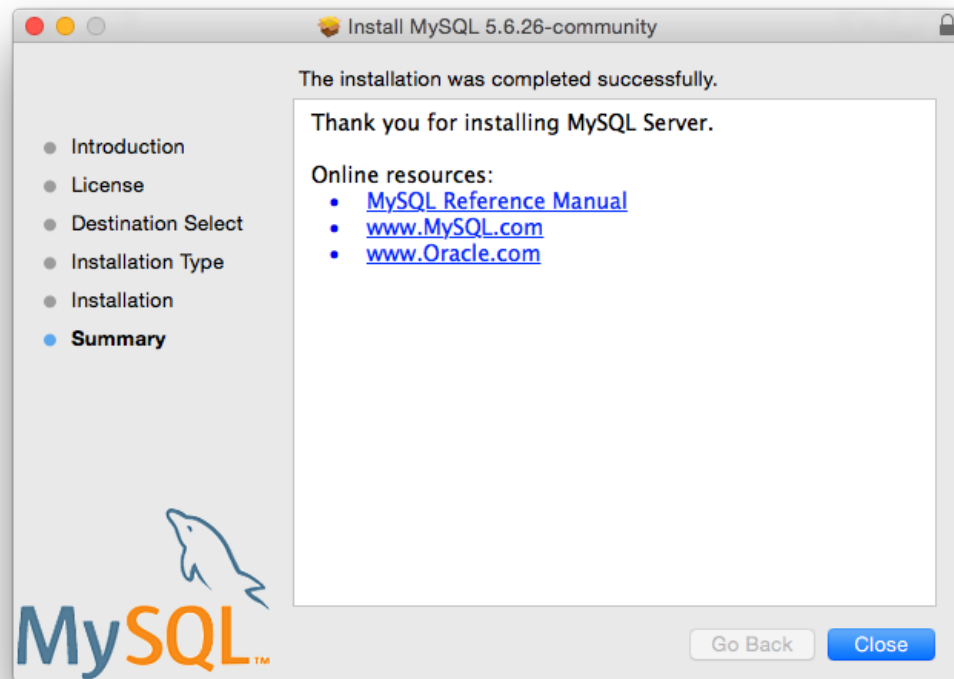 Install MySQL 5.6.26-community
The installation was completed successfully.
Introduction
License
Destination Select
Installation Type
Installation
Summary
Thank you for installing MySQL Server.
Online resources:
• MySQL Reference Manual
• www.MySQL.com
• www.Oracle.com
MySQL™
Go Back
Close